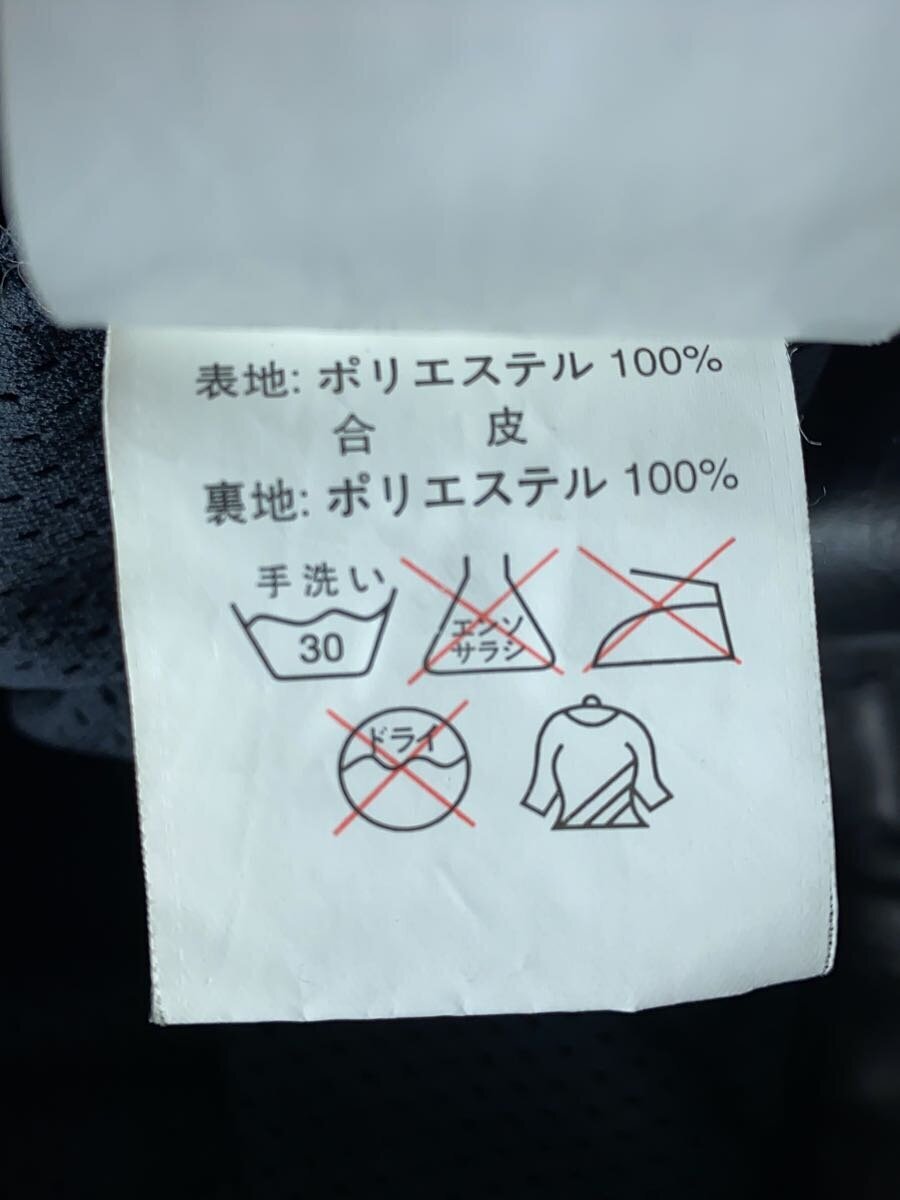 表地: ポリエステル 100%
合 皮
裏地: ポリエステル 100%
手洗い
30
エンソ
サラシ
ドライ